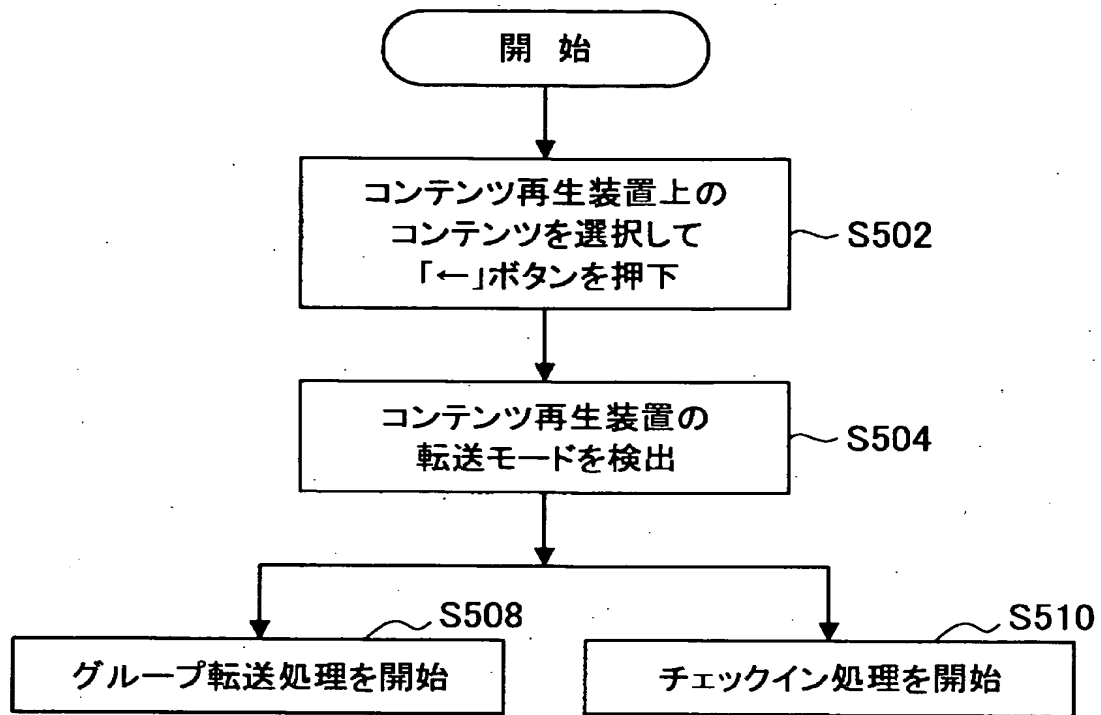 開 始
コンテンツ再生装置上の
コンテンツを選択して
「←」ボタンを押下
S502
コンテンツ再生装置の
転送モードを検出
S504
S508
グループ転送処理を開始
S510
チェックイン処理を開始